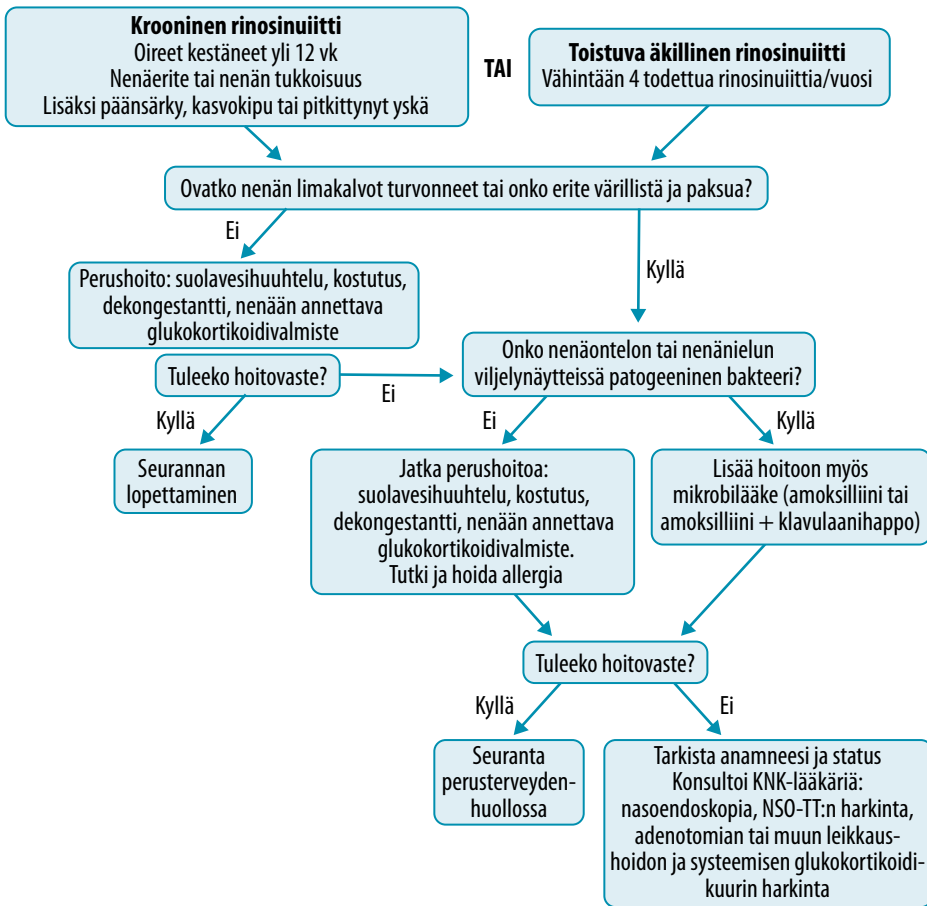 Krooninen rinosinuiitti
Oireet kestäneet yli 12 vk
Nenäerite tai nenän tukkoisuus
Lisäksi päänsärky, kasvokipu tai pitkittynyt yskä
TAI
Toistuva äkillinen rinosinuiitti
Vähintään 4 todettua rinosinuiittia/vuosi
Ovatko nenän limakalvot turvonneet tai onko erite värillistä ja paksua?
Ei
Kyllä
Perushoito: suolavesihuuhtelu, kostutus,
dekongestantti, nenään annettava
glukokortikoidivalmiste
Tuleeko hoitovaste?
Ei
Kyllä
Seurannan
lopettaminen
Onko nenäontelon tai nenänielun
viljelynäytteissä patogeeninen bakteeri?
Ei
Kyllä
Jatka perushoitoa:
suolavesihuuhtelu, kostutus,
dekongestantti, nenään annettava
glukokortikoidivalmiste.
Tutki ja hoida allergia
Lisää hoitoon myös
mikrobilääke (amoksilliini tai
amoksilliini + klavulaanihappo)
Tuleeko hoitovaste?
Kyllä
Ei
Seuranta
perusterveyden-
huollossa
Tarkista anamneesi ja status
Konsultoi KNK-lääkäriä:
nasoendoskopia, NSO-TT:n harkinta,
adenotomian tai muun leikkaus-
hoidon ja systeemisen glukokortikoidi-
kuurin harkinta